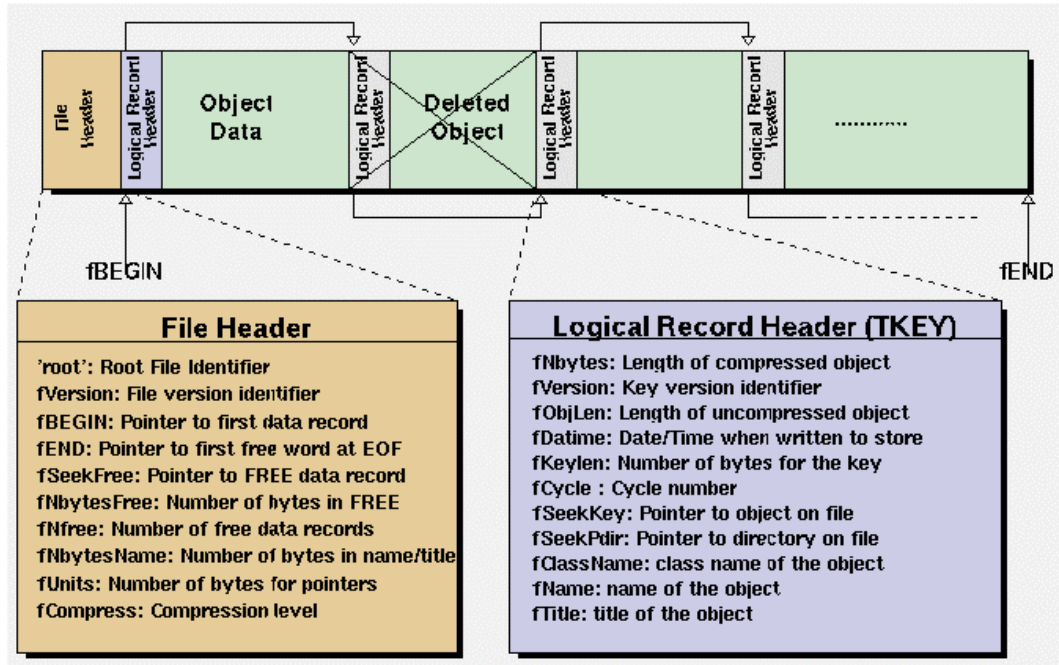 File
Header
Logical Record
Header
Object
Data
Logical Record
Header
Deleted
Object
Logical Record
Header
Logical Record
Header
...........
fBEGIN
fEND
File Header
'root': Root File Identifier
fVersion: File version identifier
fBEGIN: Pointer to first data record
fEND: Pointer to first free word at EOF
fSeekFree: Pointer to FREE data record
fNbytesFree: Number of bytes in FREE
fNfree: Number of free data records
fNbytesName: Number of bytes in name/title
fUnits: Number of bytes for pointers
fCompress: Compression level
Logical Record Header (TKEY)
fNbytes: Length of compressed object
fVersion: Key version identifier
fObjLen: Length of uncompressed object
fDatime: Date/Time when written to store
fKeylen: Number of bytes for the key
fCycle : Cycle number
fSeekKey: Pointer to object on file
fSeekPdir: Pointer to directory on file
fClassName: class name of the object
fName: name of the object
fTitle: title of the object